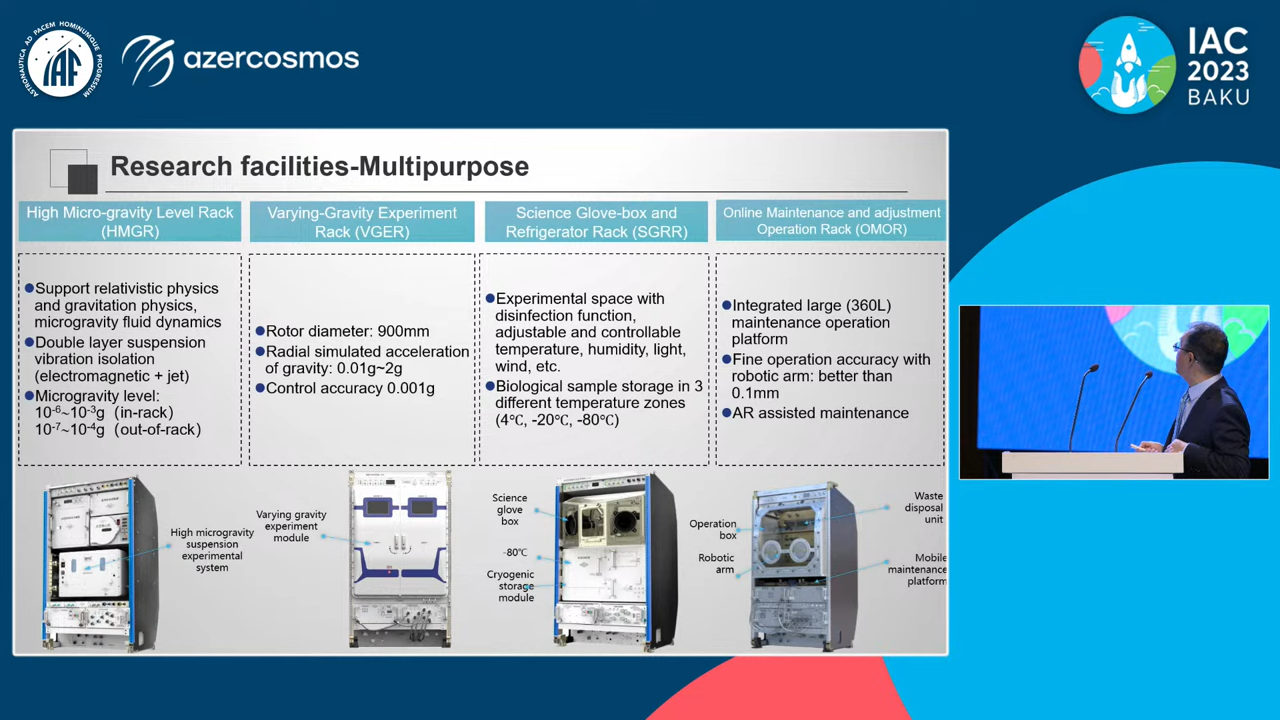 ASTRONAUTICA AD PACEM HOMINUMQUE PROGRESSUM
IAF
azercosmos
IAC
2023
BAKU
Research facilities-Multipurpose
High Micro-gravity Level Rack
(HMGR)
●Support relativistic physics
and gravitation physics,
microgravity fluid dynamics
●Double layer suspension
vibration isolation
(electromagnetic + jet)
●Microgravity level:
10⁻⁶~10⁻³g (in-rack)
10⁻⁷~10⁻⁴g (out-of-rack)
High microgravity
suspension
experimental
system
Varying-Gravity Experiment
Rack (VGER)
●Rotor diameter: 900mm
●Radial simulated acceleration
of gravity: 0.01g~2g
●Control accuracy 0.001g
Varying gravity
experiment
module
Science Glove-box and
Refrigerator Rack (SGRR)
●Experimental space with
disinfection function,
adjustable and controllable
temperature, humidity, light,
wind, etc.
●Biological sample storage in 3
different temperature zones
(4℃, -20℃, -80℃)
Science
glove
box
-80℃
Cryogenic
storage
module
Online Maintenance and adjustment
Operation Rack (OMOR)
●Integrated large (360L)
maintenance operation
platform
●Fine operation accuracy with
robotic arm: better than
0.1mm
●AR assisted maintenance
Operation
box
Robotic
arm
Waste
disposal
unit
Mobile
maintenance
platform